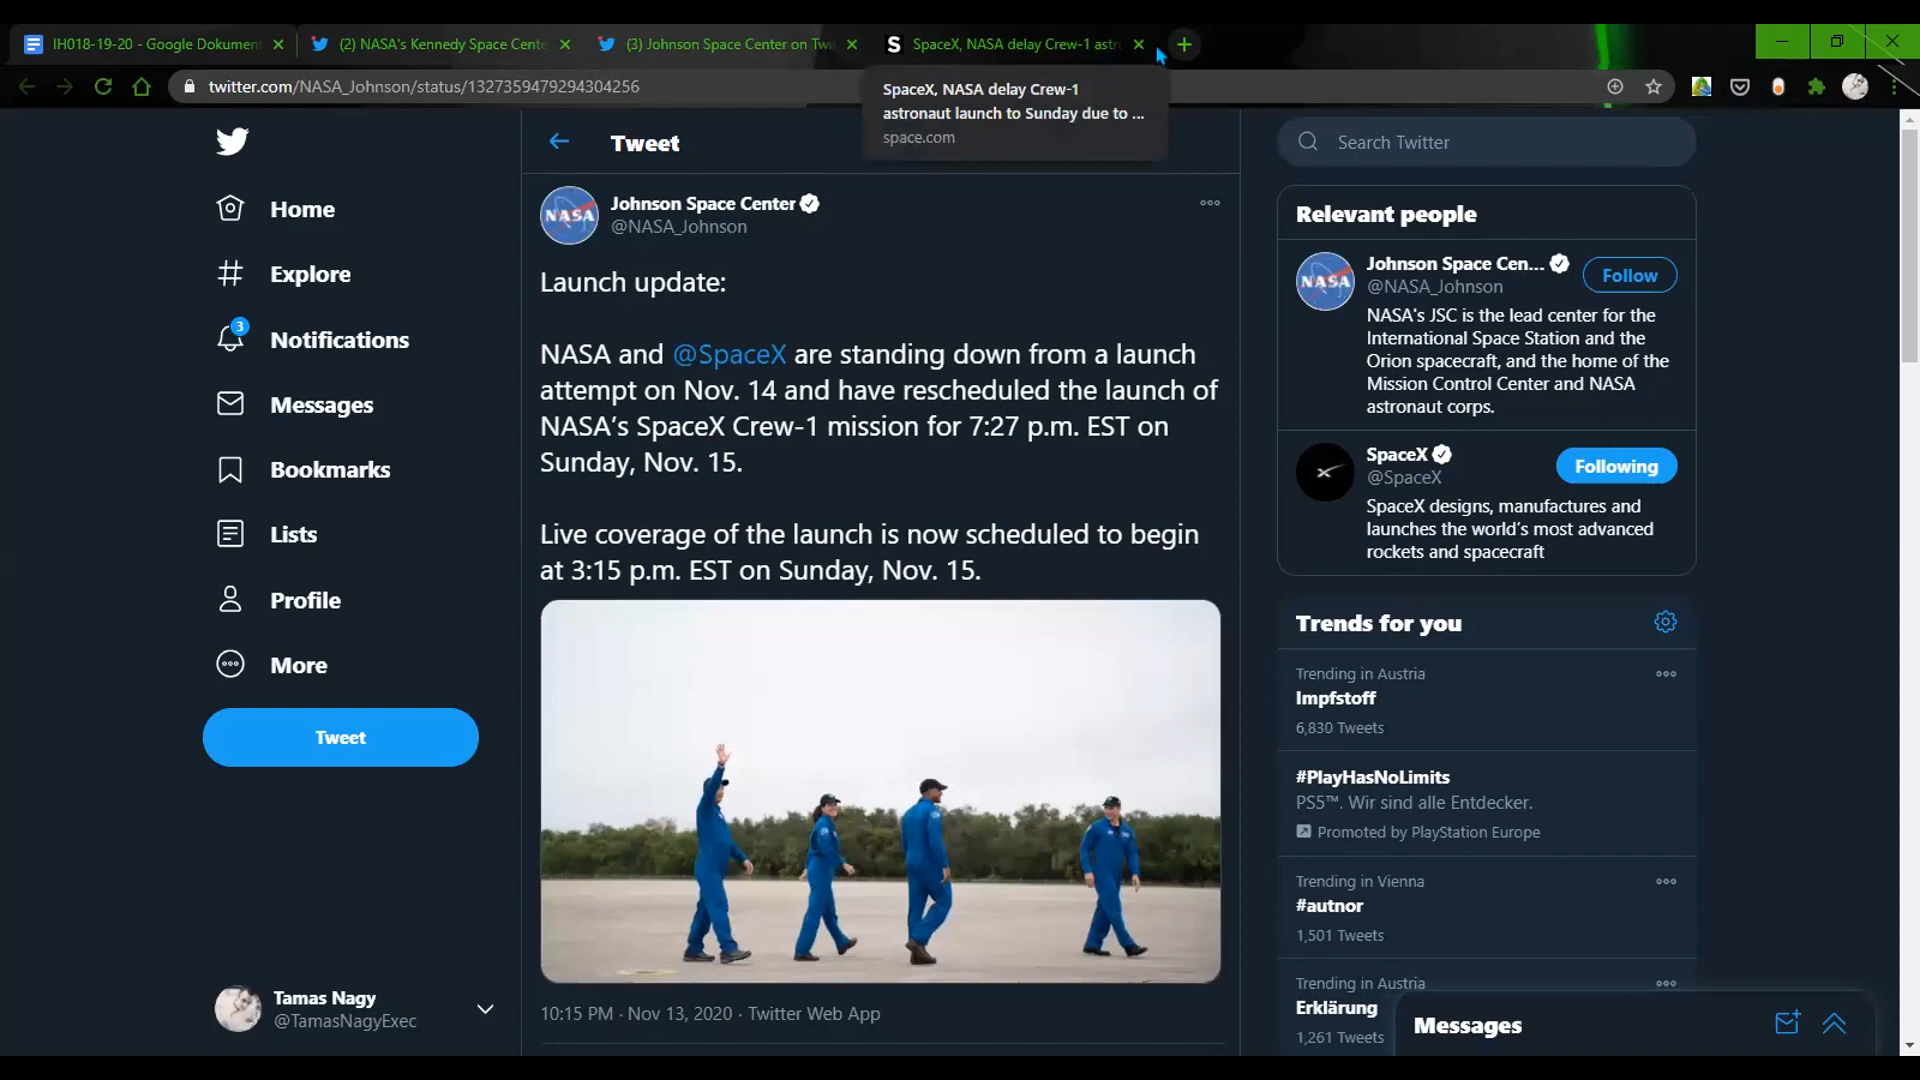 IH018-19-20 - Google Dokumen
(2) NASA's Kennedy Space Cente
(3) Johnson Space Center on Twi
SpaceX, NASA delay Crew-1 astr
twitter.com/NASA_Johnson/status/1327359479294304256
SpaceX, NASA delay Crew-1
astronaut launch to Sunday due to ...
space.com
Home
Explore
3
Notifications
Messages
Bookmarks
Lists
Profile
More
Tweet
Tamas Nagy
@TamasNagyExec
Tweet
NASA
Johnson Space Center
@NASA_Johnson
Launch update:
NASA and @SpaceX are standing down from a launch
attempt on Nov. 14 and have rescheduled the launch of
NASA's SpaceX Crew-1 mission for 7:27 p.m. EST on
Sunday, Nov. 15.
Live coverage of the launch is now scheduled to begin
at 3:15 p.m. EST on Sunday, Nov. 15.
10:15 PM · Nov 13, 2020 · Twitter Web App
Search Twitter
Relevant people
NASA
Johnson Space Cen...
@NASA_Johnson
Follow
NASA's JSC is the lead center for the
International Space Station and the
Orion spacecraft, and the home of the
Mission Control Center and NASA
astronaut corps.
SpaceX
@SpaceX
Following
SpaceX designs, manufactures and
launches the world's most advanced
rockets and spacecraft
Trends for you
Trending in Austria
Impfstoff
6,830 Tweets
#PlayHasNoLimits
PS5™. Wir sind alle Entdecker.
Promoted by PlayStation Europe
Trending in Vienna
#autnor
1,501 Tweets
Trending in Austria
Erklärung
1,261 Tweets
Messages